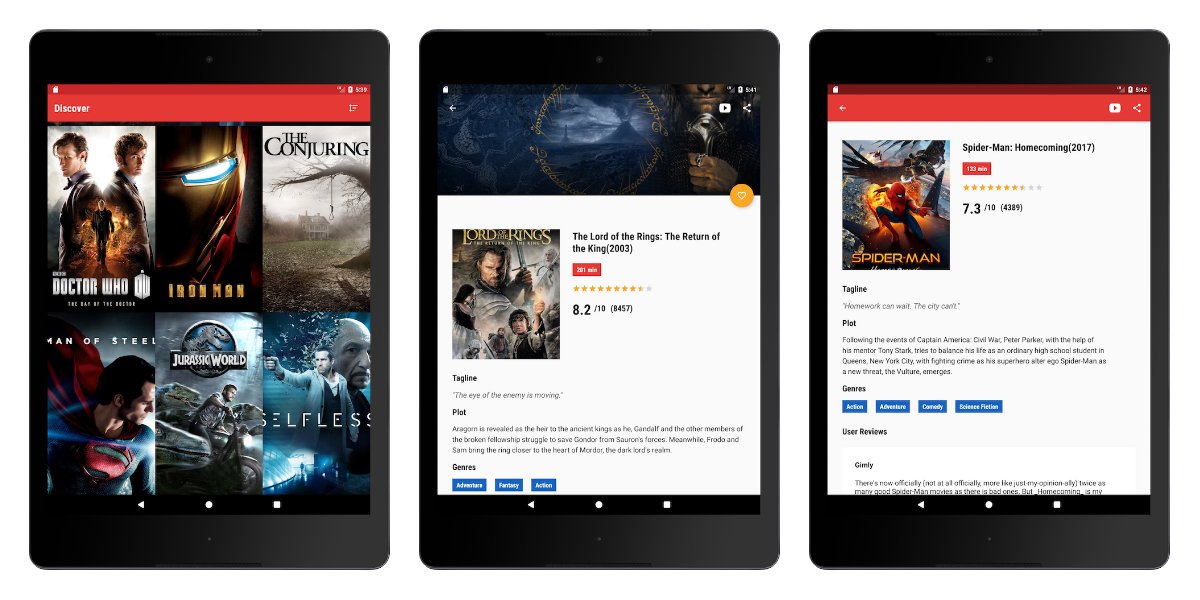 5:39
Discover
THE
CONJURING
BBC
DOCTOR WHO
THE DAY OF THE DOCTOR
IRON MAN
MAN OF STEEL
JURASSIC WORLD
SELF/LESS
5:41
The Lord of the Rings: The Return of
the King(2003)
201 min
8.2 /10 (8457)
LORD OF THE RINGS
THE RETURN OF THE KING
Tagline
"The eye of the enemy is moving."
Plot
Aragorn is revealed as the heir to the ancient kings as he, Gandalf and the other members of
the broken fellowship struggle to save Gondor from Sauron's forces. Meanwhile, Frodo and
Sam bring the ring closer to the heart of Mordor, the dark lord's realm.
Genres
Adventure Fantasy Action
5:42
Spider-Man: Homecoming(2017)
133 min
7.3 /10 (4389)
SPIDER-MAN
HOMECOMING
Tagline
"Homework can wait. The city can't."
Plot
Following the events of Captain America: Civil War, Peter Parker, with the help of
his mentor Tony Stark, tries to balance his life as an ordinary high school student in
Queens, New York City, with fighting crime as his superhero alter ego Spider-Man as
a new threat, the Vulture, emerges.
Genres
Action Adventure Comedy Science Fiction
User Reviews
Gimly
There's now officially (not at all officially, more like just-my-opinion-ally) twice as
many good Spider-Man movies as there is bad ones. But _Homecoming_ is my